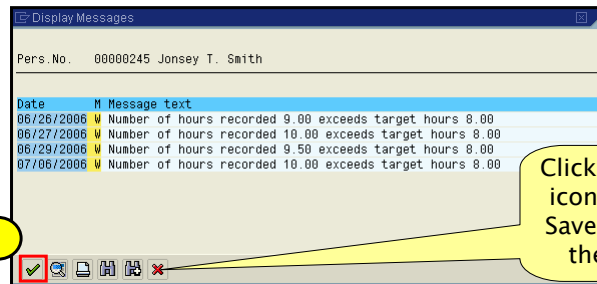 Display Messages
Pers.No. 00000245 Jonsey T. Smith
Date M Message text
06/26/2006 W Number of hours recorded 9.00 exceeds target hours 8.00
06/27/2006 W Number of hours recorded 10.00 exceeds target hours 8.00
06/29/2006 W Number of hours recorded 9.50 exceeds target hours 8.00
07/06/2006 W Number of hours recorded 10.00 exceeds target hours 8.00
Click
icon
Save
the